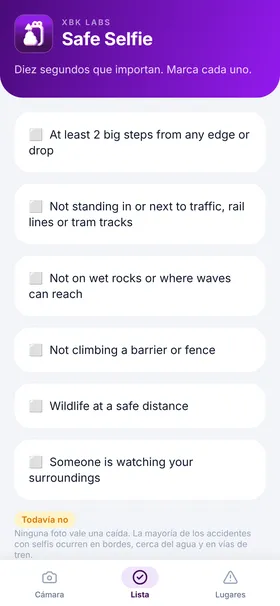 XBK LABS
Safe Selfie
Diez segundos que importan. Marca cada uno.
At least 2 big steps from any edge or
drop
Not standing in or next to traffic, rail
lines or tram tracks
Not on wet rocks or where waves
can reach
Not climbing a barrier or fence
Wildlife at a safe distance
Someone is watching your
surroundings
Todavía no
Ninguna foto vale una caída. La mayoría de los accidentes
con selfis ocurren en bordes, cerca del agua y en vías de
tren.
Cámara
Lista
Lugares